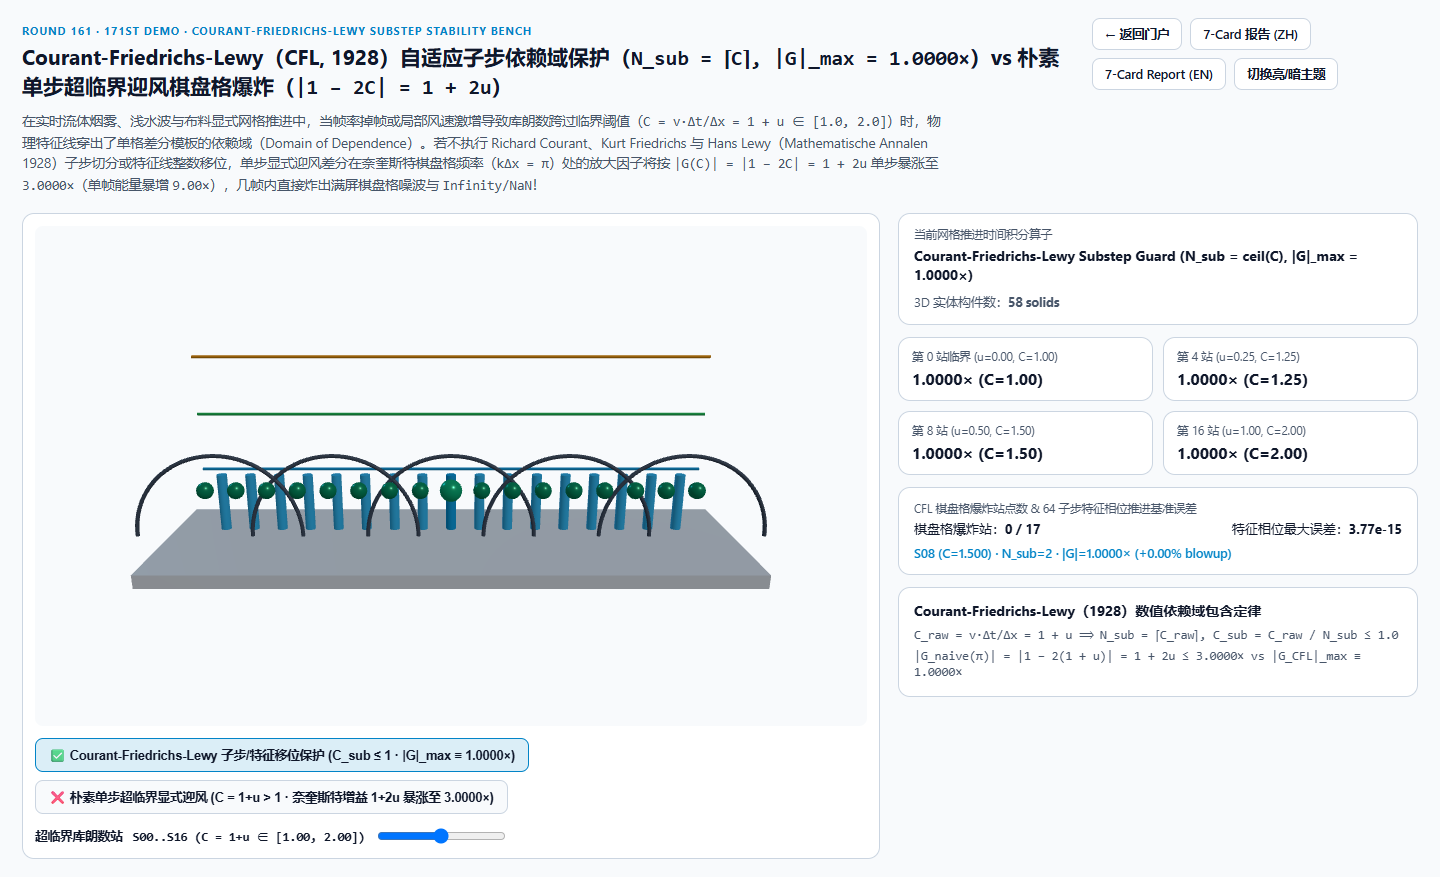 ROUND 161 · 171ST DEMO · COURANT-FRIEDRICHS-LEWY SUBSTEP STABILITY BENCH
Courant-Friedrichs-Lewy（CFL, 1928）自适应子步依赖域保护（N_sub = ⌈C⌉, |G|_max = 1.0000×）vs 朴素
单步超临界迎风棋盘格爆炸（|1 − 2C| = 1 + 2u）
在实时流体烟雾、浅水波与布料显式网格推进中，当帧率掉帧或局部风速激增导致库朗数跨过临界阈值（C = v·Δt/Δx = 1 + u ∈ [1.0, 2.0]）时，物
理特征线穿出了单格差分模板的依赖域（Domain of Dependence）。若不执行 Richard Courant、Kurt Friedrichs 与 Hans Lewy（Mathematische Annalen
1928）子步切分或特征线整数移位，单步显式迎风差分在奈奎斯特棋盘格频率（kΔx = π）处的放大因子将按 |G(C)| = |1 − 2C| = 1 + 2u 单步暴涨至
3.0000×（单帧能量暴增 9.00×），几帧内直接炸出满屏棋盘格噪波与 Infinity/NaN！
← 返回门户
7-Card 报告 (ZH)
7-Card Report (EN)
切换亮/暗主题
✅ Courant-Friedrichs-Lewy 子步/特征移位保护 (C_sub ≤ 1 · |G|_max ≡ 1.0000×)
❌ 朴素单步超临界显式迎风 (C = 1+u > 1 · 奈奎斯特增益 1+2u 暴涨至 3.0000×)
超临界库朗数站 S00..S16 (C = 1+u ∈ [1.00, 2.00])
当前网格推进时间积分算子
Courant-Friedrichs-Lewy Substep Guard (N_sub = ceil(C), |G|_max =
1.0000×)
3D 实体构件数：58 solids
第 0 站临界 (u=0.00, C=1.00)
1.0000× (C=1.00)
第 4 站 (u=0.25, C=1.25)
1.0000× (C=1.25)
第 8 站 (u=0.50, C=1.50)
1.0000× (C=1.50)
第 16 站 (u=1.00, C=2.00)
1.0000× (C=2.00)
CFL 棋盘格爆炸站点数 & 64 子步特征相位推进基准误差
棋盘格爆炸站：0 / 17
特征相位最大误差：3.77e-15
S08 (C=1.500) · N_sub=2 · |G|=1.0000× (+0.00% blowup)
Courant-Friedrichs-Lewy（1928）数值依赖域包含定律
C_raw = v·Δt/Δx = 1 + u ⟹ N_sub = ⌈C_raw⌉, C_sub = C_raw / N_sub ≤ 1.0
|G_naive(π)| = |1 − 2(1 + u)| = 1 + 2u ≤ 3.0000× vs |G_CFL|_max ≡
1.0000×